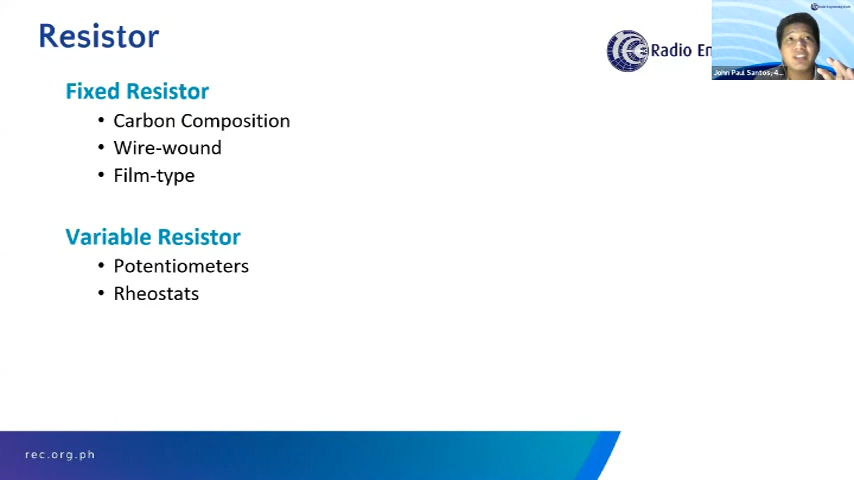 Resistor
Radio En
John Paul Santos, 4...
Fixed Resistor
• Carbon Composition
• Wire-wound
• Film-type
Variable Resistor
• Potentiometers
• Rheostats
rec.org.ph